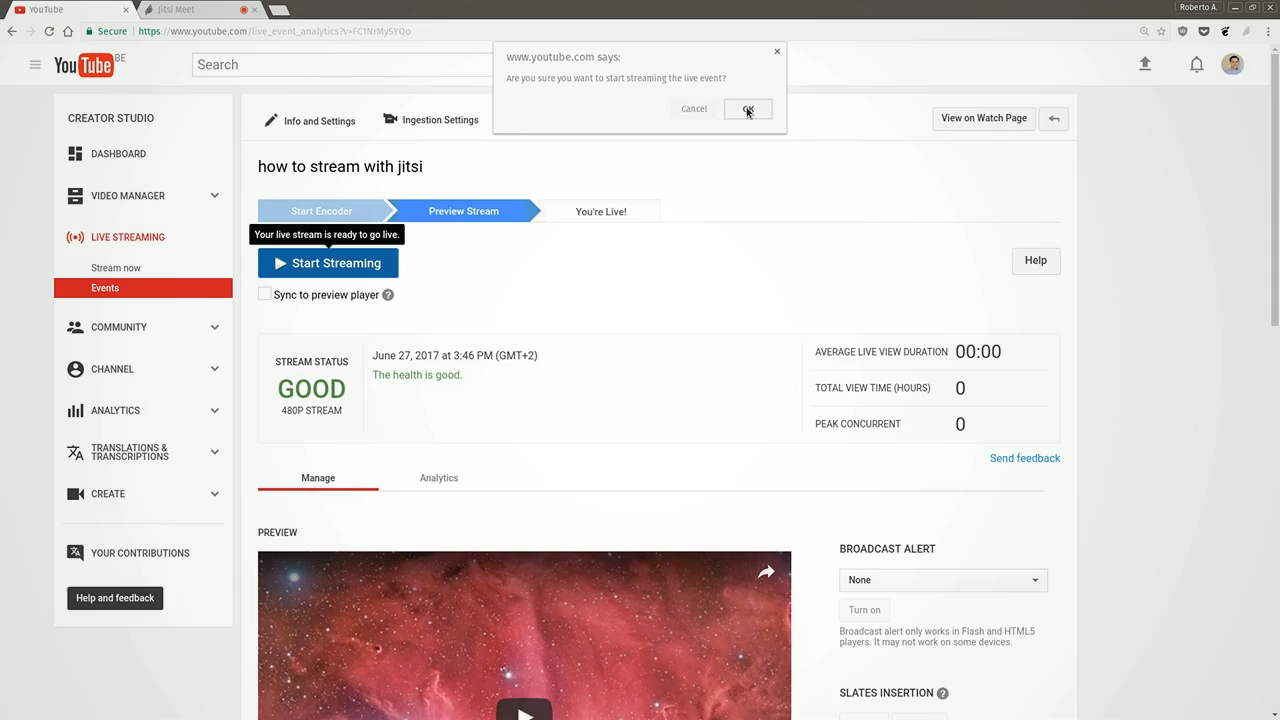 YouTube
Jitsi Meet
Roberto A.
Secure
https://www.youtube.com/live_event_analytics?v=FC1NrMy5YQo
YouTube BE
Search
www.youtube.com says:
Are you sure you want to start streaming the live event?
Cancel
OK
CREATOR STUDIO
DASHBOARD
VIDEO MANAGER
LIVE STREAMING
Stream now
Events
COMMUNITY
CHANNEL
ANALYTICS
TRANSLATIONS &
TRANSCRIPTIONS
CREATE
YOUR CONTRIBUTIONS
Help and feedback
Info and Settings
Ingestion Settings
View on Watch Page
how to stream with jitsi
Start Encoder
Preview Stream
You're Live!
Your live stream is ready to go live.
Start Streaming
Help
Sync to preview player ?
STREAM STATUS
GOOD
480P STREAM
June 27, 2017 at 3:46 PM (GMT+2)
The health is good.
AVERAGE LIVE VIEW DURATION 00:00
TOTAL VIEW TIME (HOURS) 0
PEAK CONCURRENT 0
Send feedback
Manage
Analytics
PREVIEW
BROADCAST ALERT
None
Turn on
Broadcast alert only works in Flash and HTML5
players. It may not work on some devices.
SLATES INSERTION ?